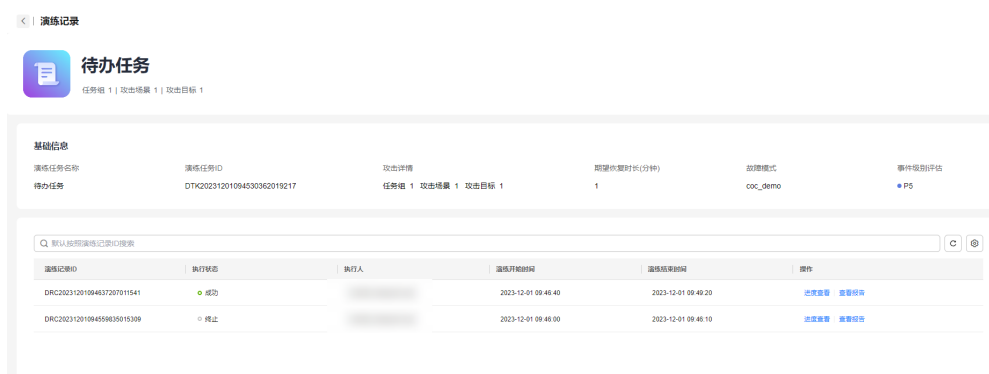 演练记录
待办任务
任务组 1 | 攻击场景 1 | 攻击目标 1
基础信息
演练任务名称 演练任务ID 攻击详情 期望恢复时长(分钟) 故障模式 事件级别评估
待办任务 DTK20231201094530362019217 任务组 1 攻击场景 1 攻击目标 1 1 coc_demo P5
默认按照演练记录ID搜索
演练记录ID 执行状态 执行人 演练开始时间 演练结束时间 操作
DRC20231201094637207011541 成功 2023-12-01 09:46:40 2023-12-01 09:49:20 进度查看 查看报告
DRC20231201094559835015309 终止 2023-12-01 09:46:00 2023-12-01 09:46:10 进度查看 查看报告